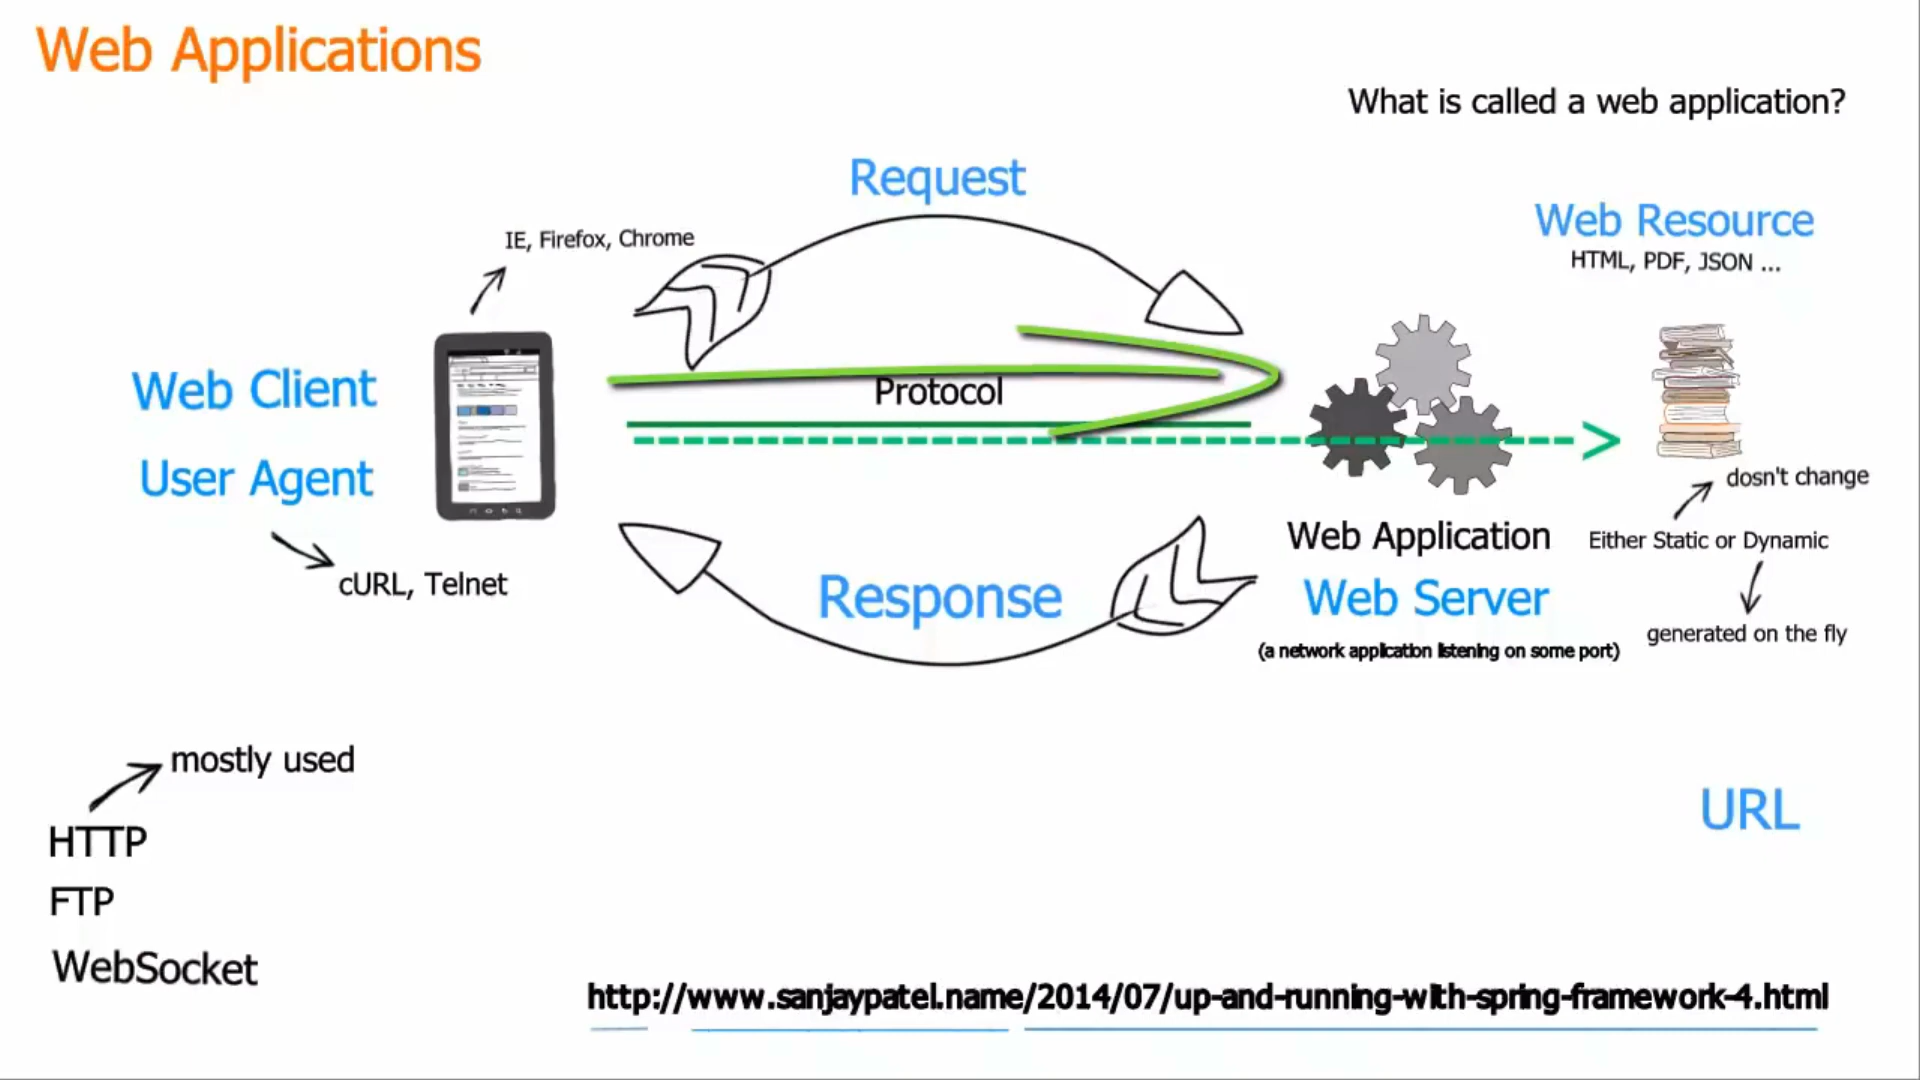 Web Applications
What is called a web application?
Request
Web Resource
HTML, PDF, JSON ...
IE, Firefox, Chrome
Web Client
Protocol
User Agent
dosn't change
Web Application
Either Static or Dynamic
cURL, Telnet
Response
Web Server
generated on the fly
(a network application listening on some port)
mostly used
URL
HTTP
FTP
WebSocket
http://www.sanjaypatel.name/2014/07/up-and-running-with-spring-framework-4.html